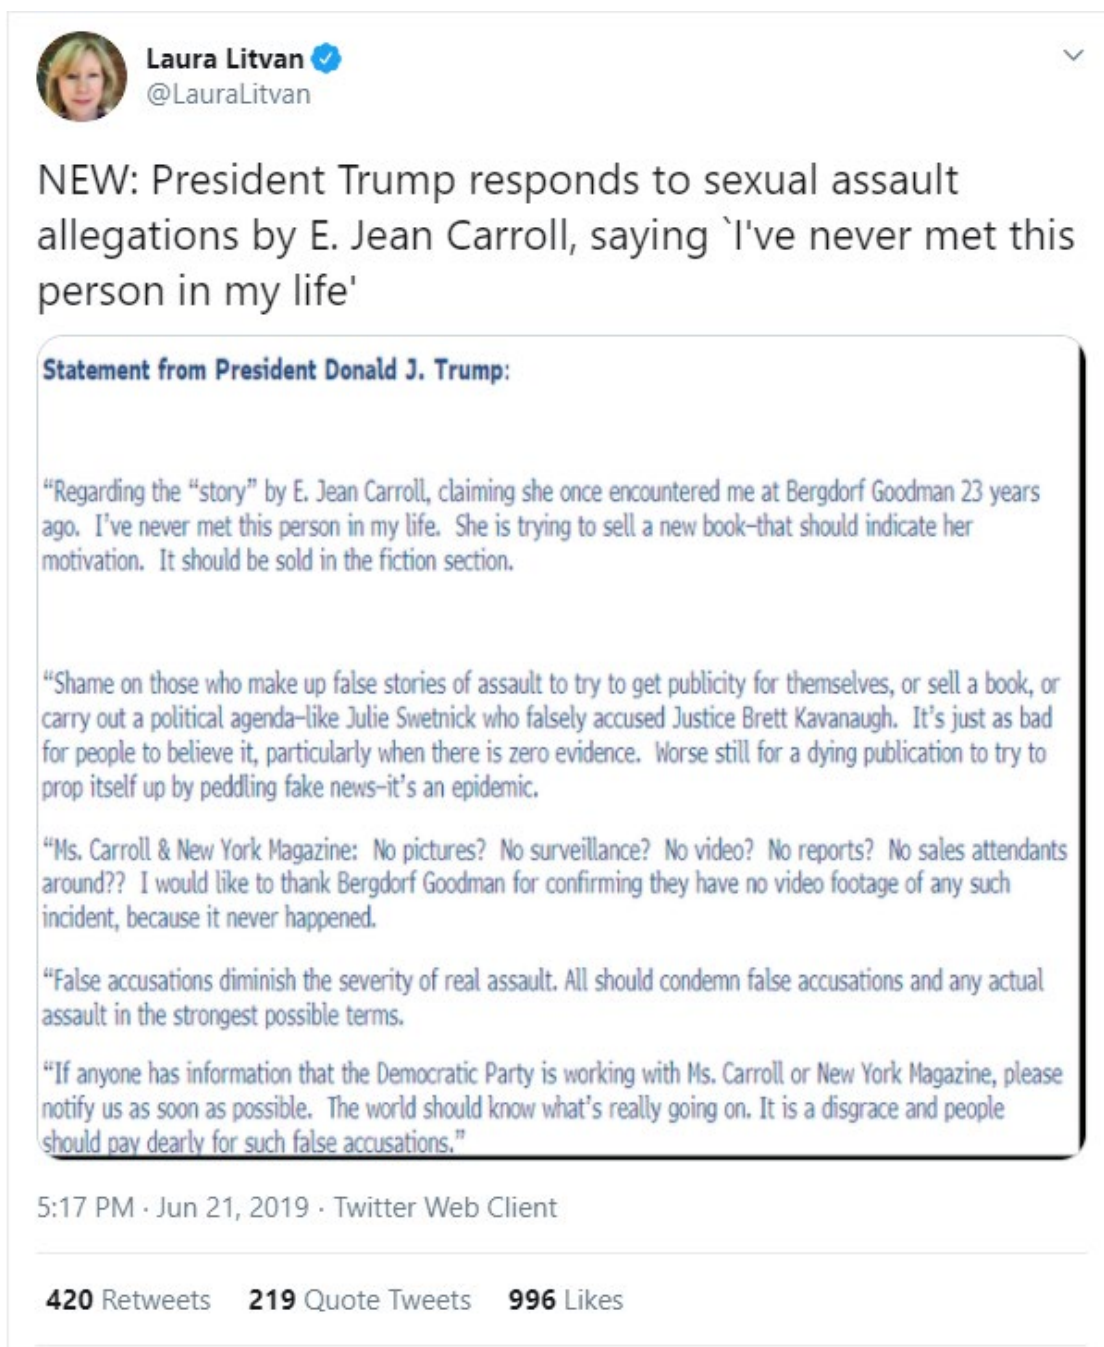 Laura Litvan
@LauraLitvan
NEW: President Trump responds to sexual assault
allegations by E. Jean Carroll, saying `I've never met this
person in my life'
Statement from President Donald J. Trump:
“Regarding the “story” by E. Jean Carroll, claiming she once encountered me at Bergdorf Goodman 23 years
ago.  I’ve never met this person in my life.  She is trying to sell a new book–that should indicate her
motivation.  It should be sold in the fiction section.
“Shame on those who make up false stories of assault to try to get publicity for themselves, or sell a book, or
carry out a political agenda–like Julie Swetnick who falsely accused Justice Brett Kavanaugh.  It’s just as bad
for people to believe it, particularly when there is zero evidence.  Worse still for a dying publication to try to
prop itself up by peddling fake news–it’s an epidemic.
“Ms. Carroll & New York Magazine:  No pictures?  No surveillance?  No video?  No reports?  No sales attendants
around??  I would like to thank Bergdorf Goodman for confirming they have no video footage of any such
incident, because it never happened.
“False accusations diminish the severity of real assault. All should condemn false accusations and any actual
assault in the strongest possible terms.
“If anyone has information that the Democratic Party is working with Ms. Carroll or New York Magazine, please
notify us as soon as possible.  The world should know what’s really going on. It is a disgrace and people
should pay dearly for such false accusations.”
5:17 PM · Jun 21, 2019 · Twitter Web Client
420 Retweets 219 Quote Tweets 996 Likes